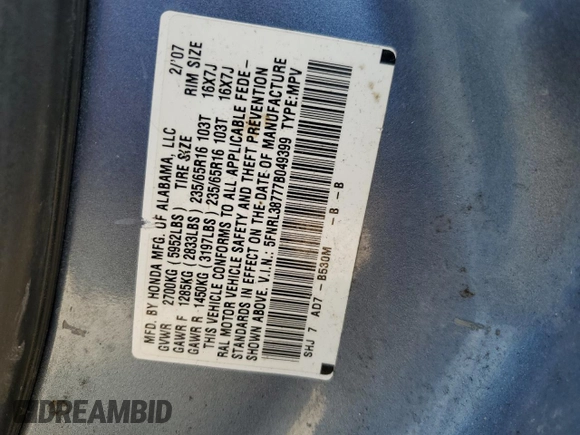 MFD. BY HONDA MFG. OF ALABAMA, LLC 2/'07
GVWR 2700KG (5952LBS) TIRE SIZE RIM SIZE
GAWR F 1285KG (2833LBS) 235/65R16 103T 16X7J
GAWR R 1450KG (3197LBS) 235/65R16 103T 16X7J
THIS VEHICLE CONFORMS TO ALL APPLICABLE FEDE-
RAL MOTOR VEHICLE SAFETY AND THEFT PREVENTION
STANDARDS IN EFFECT ON THE-DATE OF MANUFACTURE
SHOWN ABOVE. V.I.N.: 5FNRL38777B049399 TYPE:MPV
SHJ 7 AD7 - B530M - B - B
DREAMBID